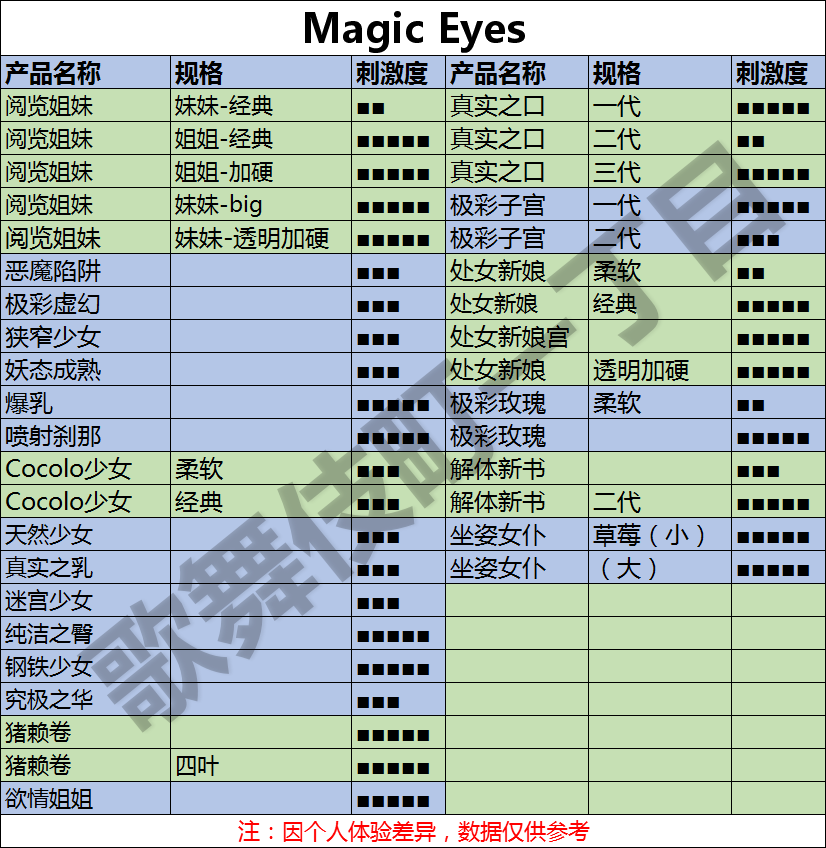 Magic Eyes
产品名称 规格 刺激度 产品名称 规格 刺激度
阅览姐妹 妹妹-经典 ■■ 真实之口 一代 ■■■■■
阅览姐妹 姐姐-经典 ■■■■■ 真实之口 二代 ■■
阅览姐妹 姐姐-加硬 ■■■■■ 真实之口 三代 ■■■■■
阅览姐妹 妹妹-big ■■■■■ 极彩子宫 一代 ■■■■■
阅览姐妹 妹妹-透明加硬 ■■■■■ 极彩子宫 二代 ■■■
恶魔陷阱 ■■■ 处女新娘 柔软 ■■
极彩虚幻 ■■■ 处女新娘 经典 ■■■■■
狭窄少女 ■■■ 处女新娘宫 ■■■■■
妖态成熟 ■■■ 处女新娘 透明加硬 ■■■■■
爆乳 ■■■■■ 极彩玫瑰 柔软 ■■
喷射刹那 ■■■■■ 极彩玫瑰 ■■■■■
Cocolo少女 柔软 ■■■ 解体新书 ■■■
Cocolo少女 经典 ■■■ 解体新书 二代 ■■■■■
天然少女 ■■■ 坐姿女仆 草莓（小） ■■■■■
真实之乳 ■■■ 坐姿女仆 （大） ■■■■■
迷宫少女 ■■■
纯洁之臀 ■■■■■
钢铁少女 ■■■■■
究极之华 ■■■
猪赖卷 ■■■■■
猪赖卷 四叶 ■■■■■
欲情姐姐 ■■■■■
注：因个人体验差异，数据仅供参考
歌舞伎町一丁目